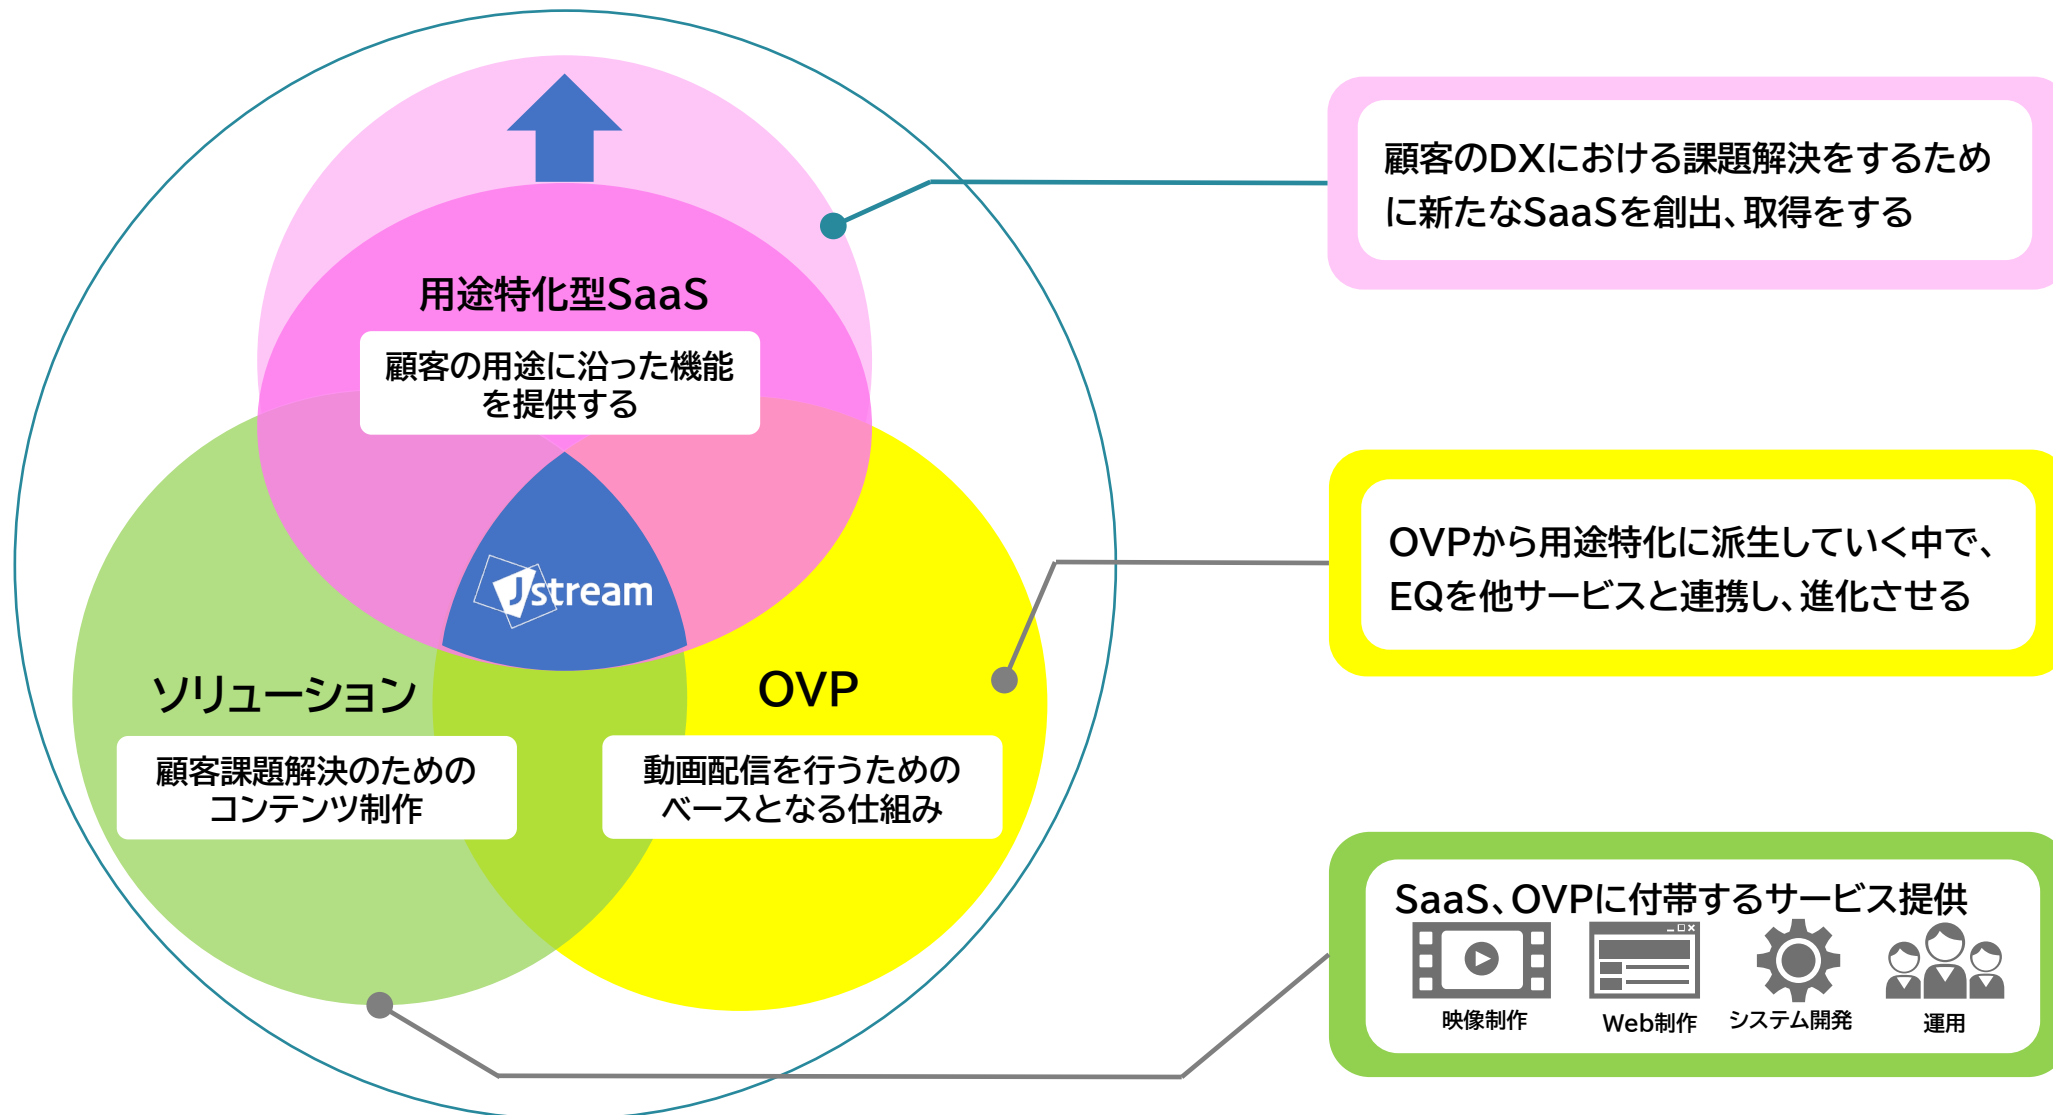 用途特化型SaaS
顧客の用途に沿った機能
を提供する
Jstream
ソリューション
顧客課題解決のための
コンテンツ制作
OVP
動画配信を行うための
ベースとなる仕組み
顧客のDXにおける課題解決をするため
に新たなSaaSを創出、取得をする
OVPから用途特化に派生していく中で、
EQを他サービスと連携し、進化させる
SaaS、OVPに付帯するサービス提供
映像制作
Web制作
システム開発
運用